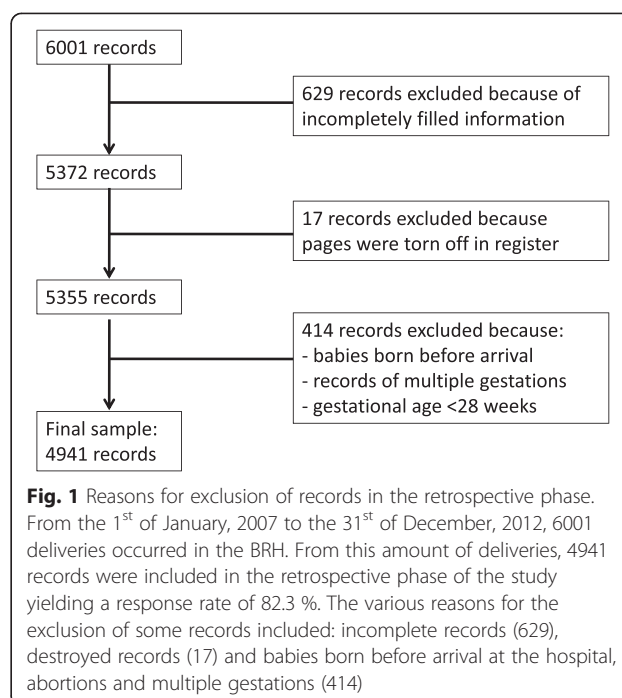 6001 records
629 records excluded because of
incompletely filled information
5372 records
17 records excluded because
pages were torn off in register
5355 records
414 records excluded because:
- babies born before arrival
- records of multiple gestations
- gestational age <28 weeks
Final sample:
4941 records
Fig. 1 Reasons for exclusion of records in the retrospective phase.
From the 1st of January, 2007 to the 31st of December, 2012, 6001
deliveries occurred in the BRH. From this amount of deliveries, 4941
records were included in the retrospective phase of the study
yielding a response rate of 82.3 %. The various reasons for the
exclusion of some records included: incomplete records (629),
destroyed records (17) and babies born before arrival at the hospital,
abortions and multiple gestations (414)